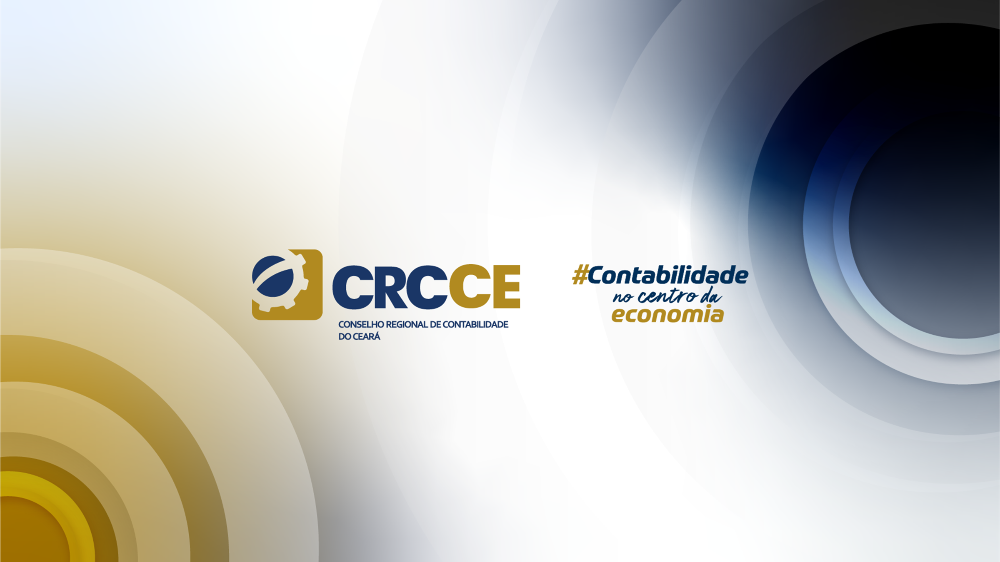 CRCCE
CONSELHO REGIONAL DE CONTABILIDADE
DO CEARÁ
#Contabilidade
no centro da
economia